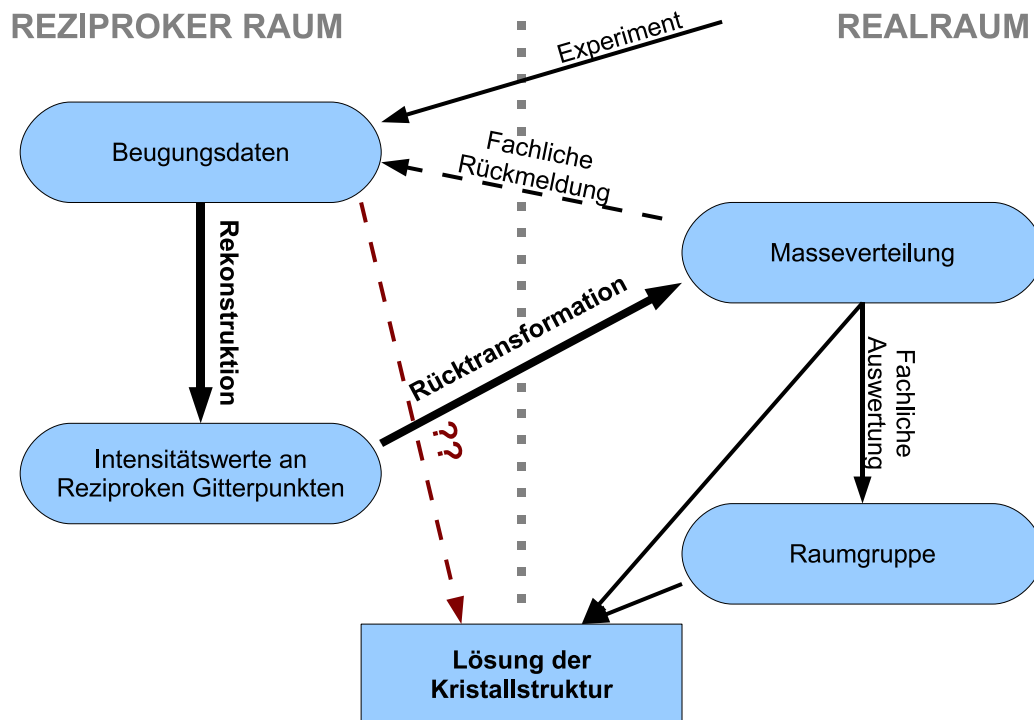 REZIPROKER RAUM
REALRAUM
Experiment
Beugungsdaten
Fachliche
Rückmeldung
Masseverteilung
Rekonstruktion
Rücktransformation
Fachliche
Auswertung
??
Intensitätswerte an
Reziproken Gitterpunkten
Raumgruppe
Lösung der
Kristallstruktur